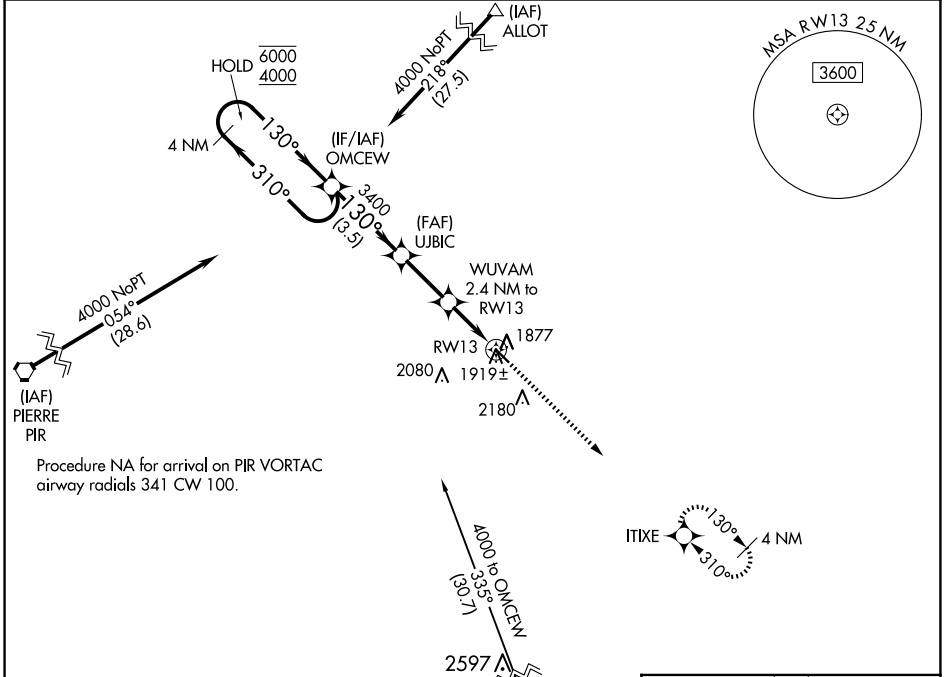 (IAF)
ALLOT
4000 NoPT
218°
(27.5)
MSA RW13 25 NM
3600
HOLD
6000
4000
4 NM
130°
310°
(IF/IAF)
OMCEW
3400
130°
(3.5)
(FAF)
UJBIC
WUVAM
2.4 NM to
RW13
RW13
1877
1919±
2080
2180
4000 NoPT
054°
(28.6)
(IAF)
PIERRE
PIR
Procedure NA for arrival on PIR VORTAC
airway radials 341 CW 100.
ITIXE
130°
310°
4 NM
4000 to OMCEW
335°
(30.7)
2597